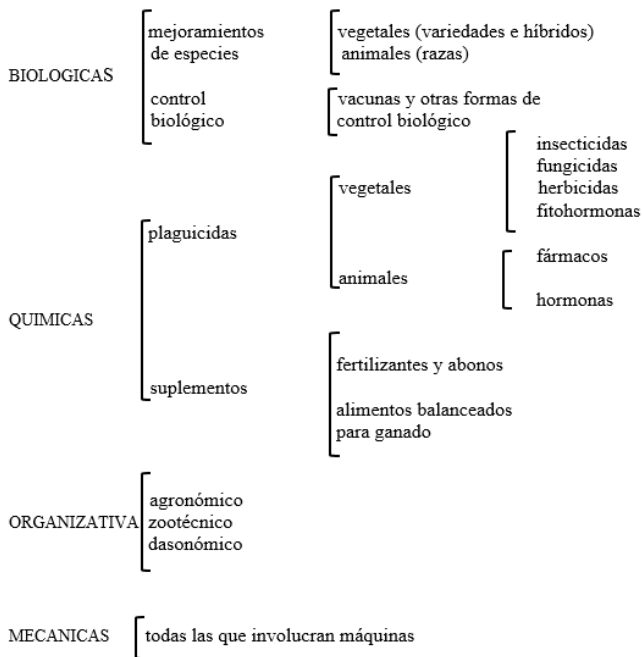 BIOLOGICAS
mejoramientos
de especies
vegetales (variedades e híbridos)
animales (razas)
control
biológico
vacunas y otras formas de
control biológico
QUIMICAS
plaguicidas
vegetales
insecticidas
fungicidas
herbicidas
fitohormonas
animales
fármacos
hormonas
suplementos
fertilizantes y abonos
alimentos balanceados
para ganado
ORGANIZATIVA
agronómico
zootécnico
dasonómico
MECANICAS
todas las que involucran máquinas